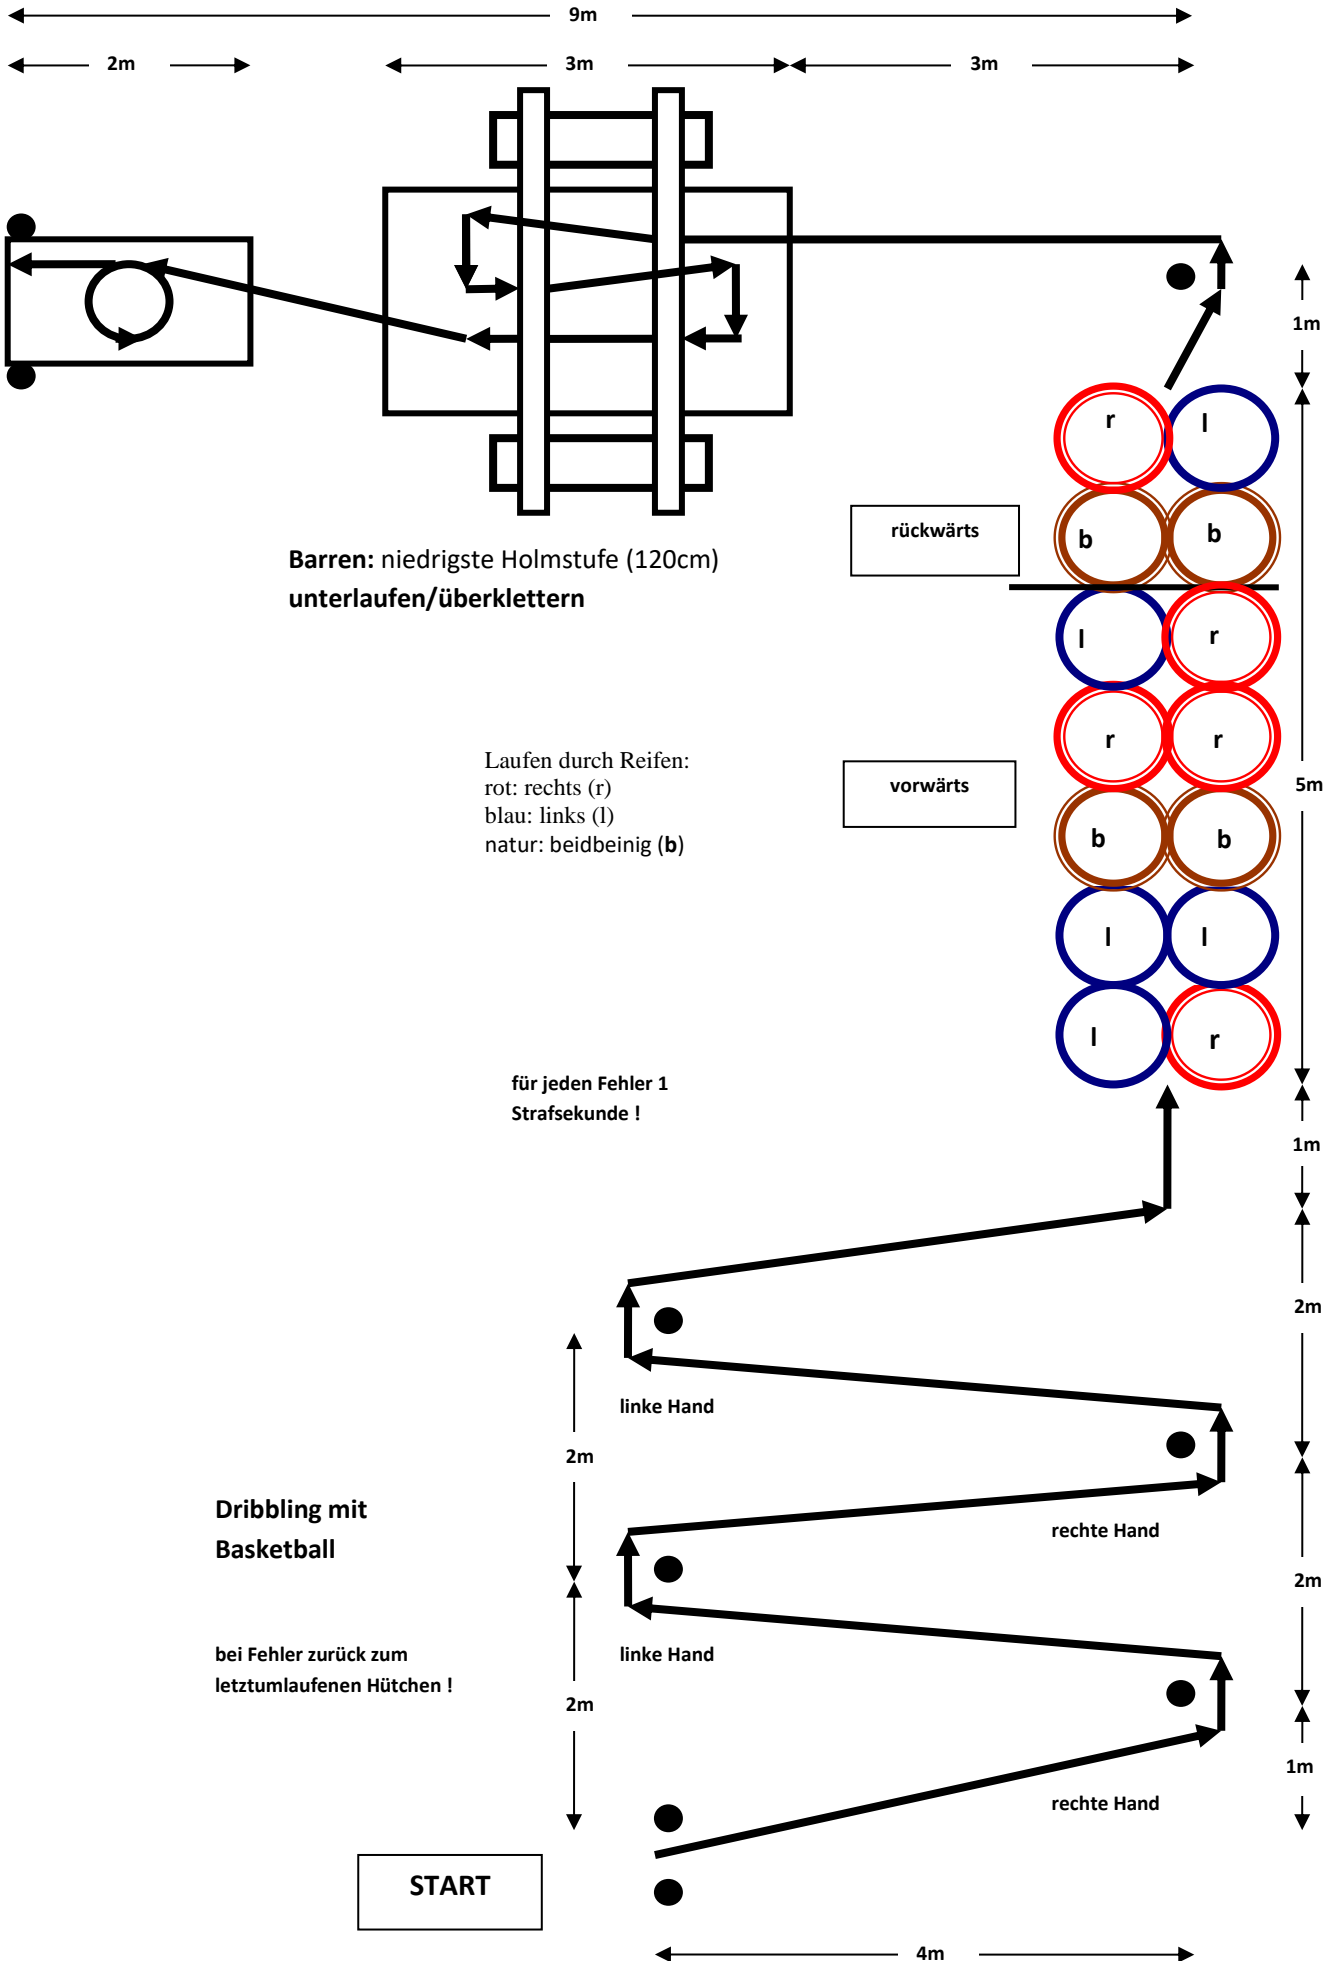 9m
2m
3m
3m
1m
r
l
rückwärts
b
b
Barren: niedrigste Holmstufe (120cm)
unterlaufen/überklettern
l
r
Laufen durch Reifen:
rot: rechts (r)
blau: links (l)
natur: beidbeinig (b)
r
r
vorwärts
5m
b
b
l
l
l
r
für jeden Fehler 1
Strafsekunde !
1m
2m
linke Hand
2m
Dribbling mit
Basketball
rechte Hand
2m
bei Fehler zurück zum
letztumlaufenen Hütchen !
linke Hand
2m
1m
rechte Hand
START
4m